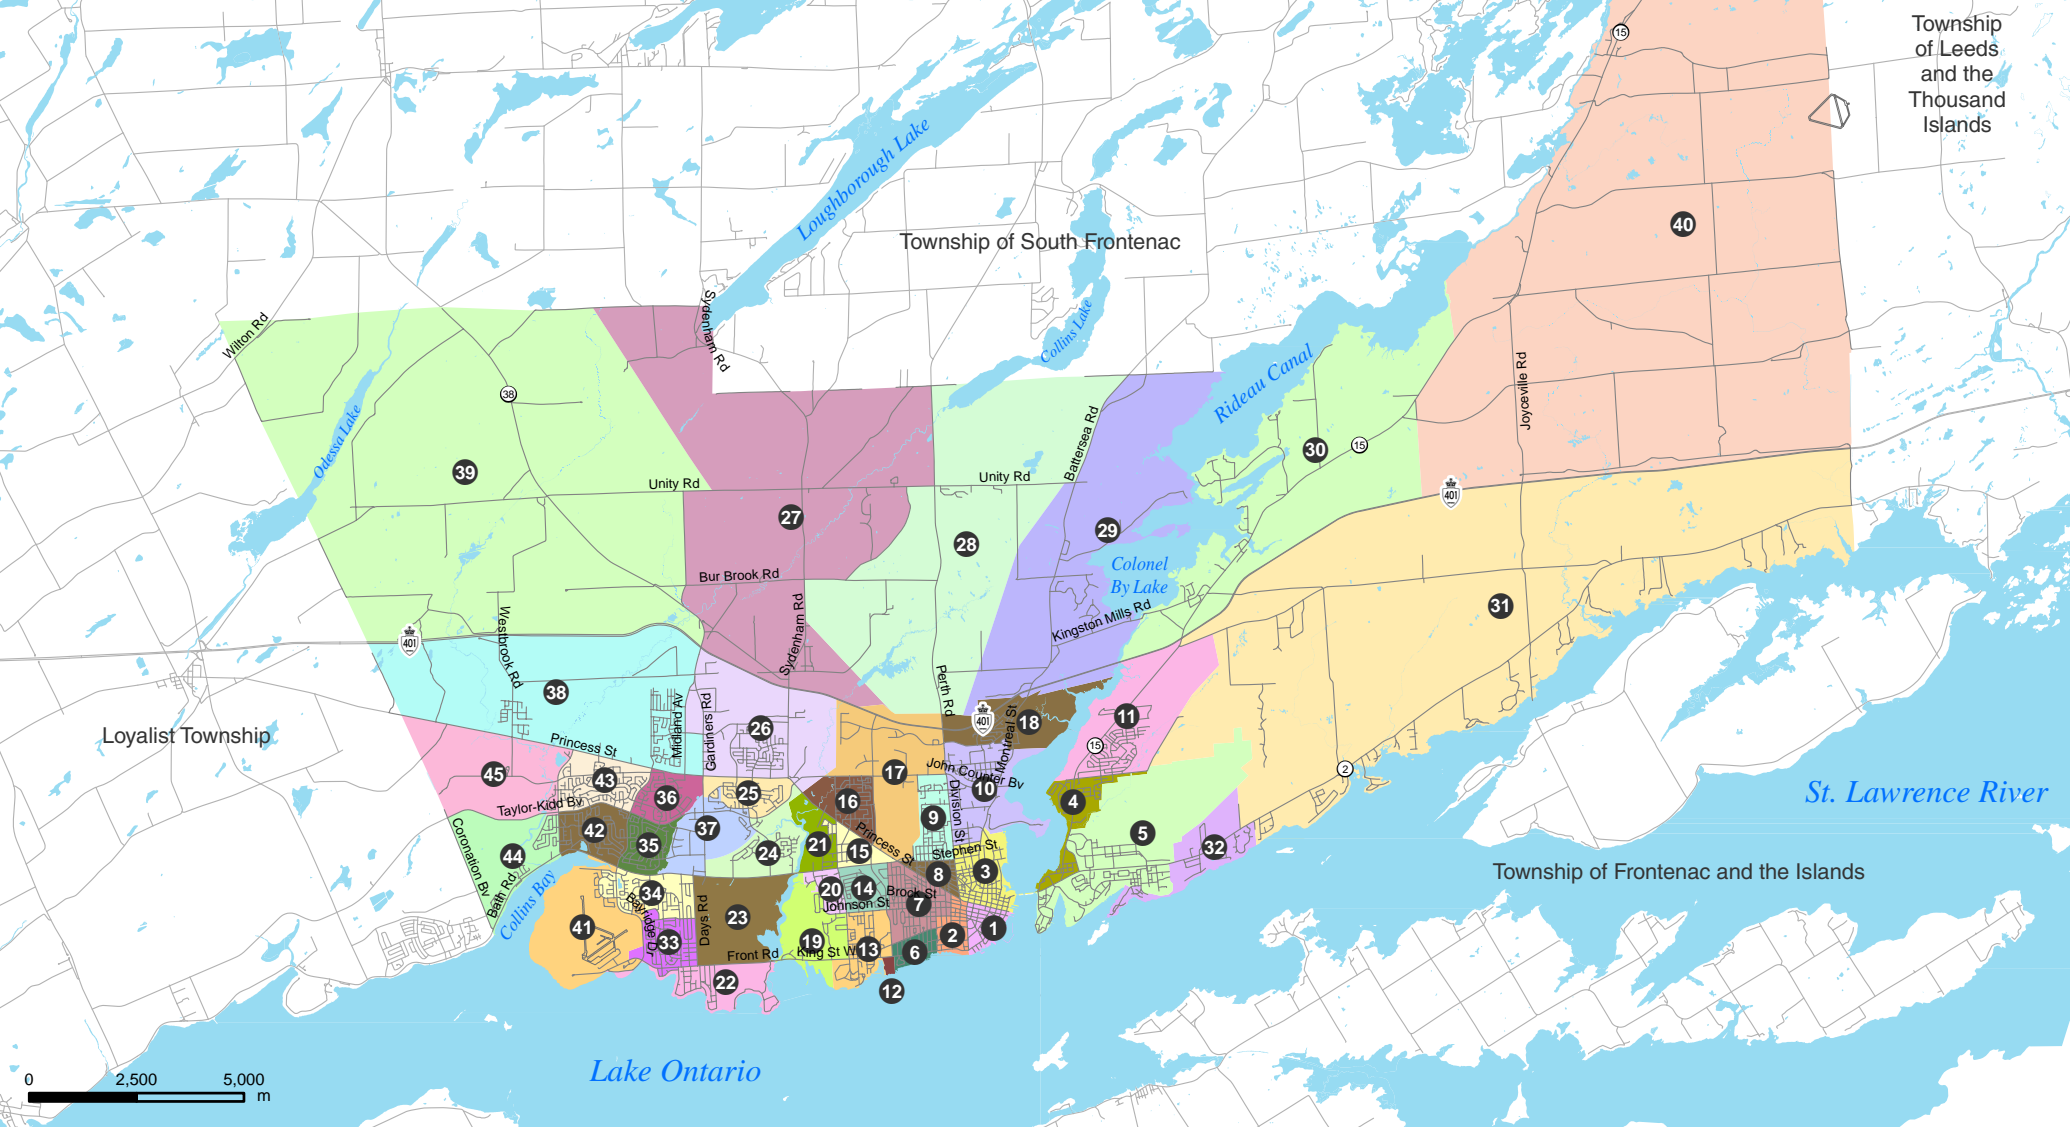 15
Township
of Leeds
and the
Thousand
Islands
Loughborough Lake
40
Township of South Frontenac
Wilton Rd
Sydenham Rd
Collins Lake
Rideau Canal
38
Joyceville Rd
Odessa Lake
Battersea Rd
30
15
39
Unity Rd
Unity Rd
401
27
29
28
Colonel
By Lake
Bur Brook Rd
31
Westbrook Rd
Sydenham Rd
Kingston Mills Rd
401
38
Perth Rd
Midland Av
Gardiners Rd
26
401
18
Montreal St
11
Loyalist Township
Princess St
15
45
43
17
John Counter Bv
2
36
25
10
Division St
St. Lawrence River
Taylor-Kidd Bv
16
4
Coronation Bv
42
37
9
5
35
21
Princess St
32
44
24
15
Stephen St
Township of Frontenac and the Islands
8
3
Bath Rd
Collins Bay
34
20
14
Brook St
Bayridge Dr
Days Rd
Johnson St
7
41
23
1
33
19
2
Front Rd
King St W
13
6
22
12
Lake Ontario
0
2,500
5,000
m